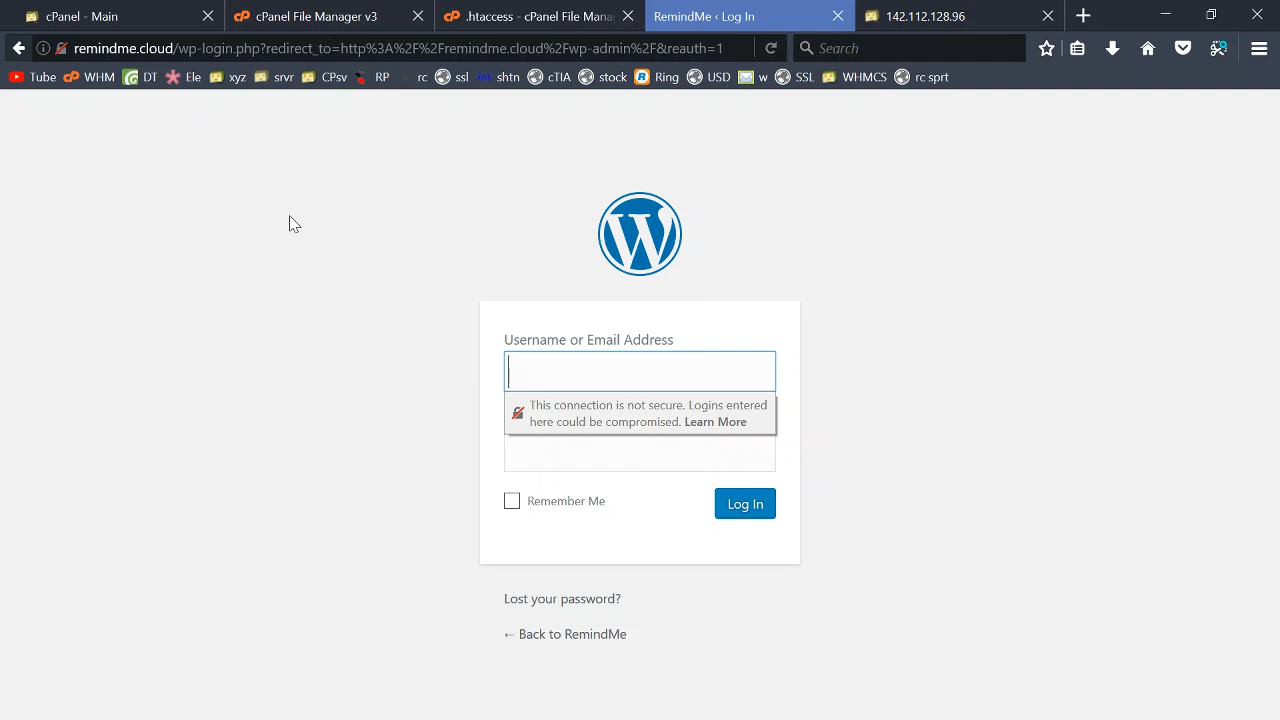 cPanel - Main
cPanel File Manager v3
.htaccess - cPanel File Mana
RemindMe ‹ Log In
142.112.128.96
remindme.cloud/wp-login.php?redirect_to=http%3A%2F%2Fremindme.cloud%2Fwp-admin%2F&reauth=1
Search
Tube
WHM
DT
Ele
xyz
srvr
CPsv
RP
rc
ssl
shtn
cTIA
stock
Ring
USD
w
SSL
WHMCS
rc sprt
Username or Email Address
This connection is not secure. Logins entered
here could be compromised. Learn More
Remember Me
Log In
Lost your password?
← Back to RemindMe